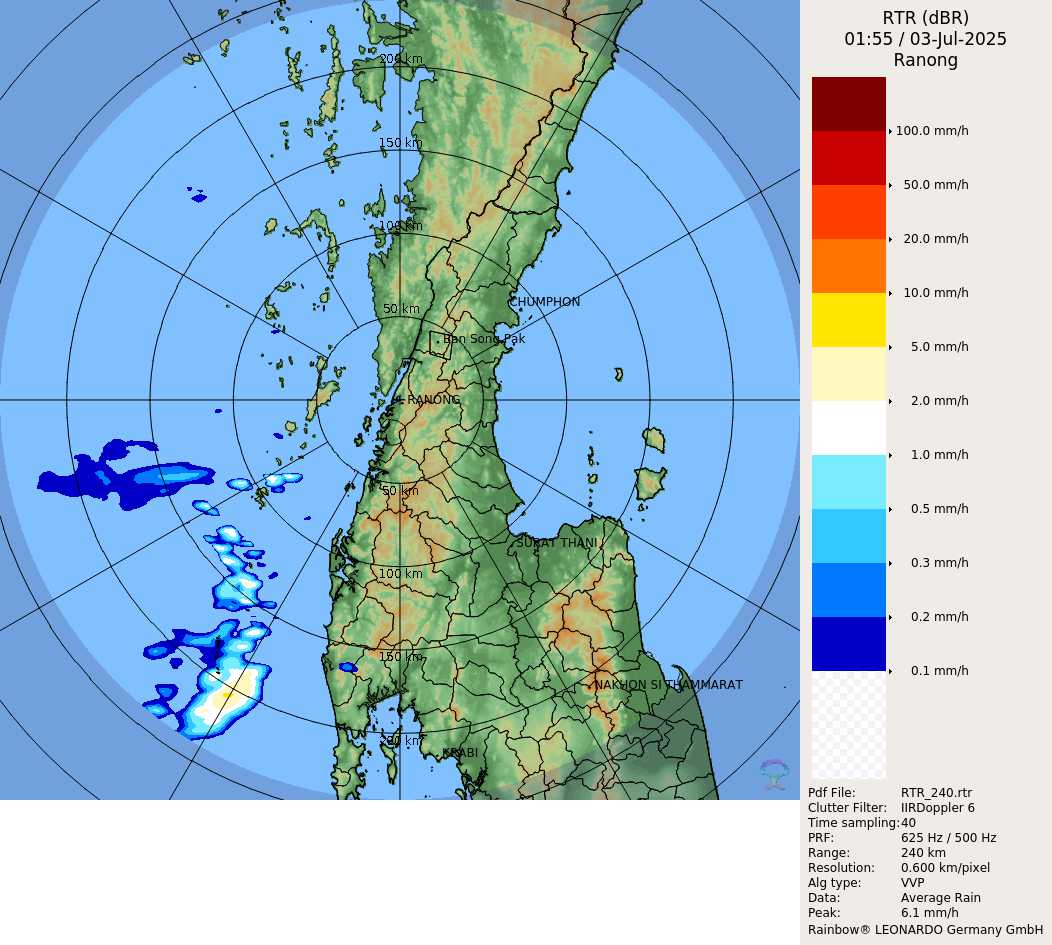 RTR (dBR)
01:55 / 03-Jul-2025
Ranong
100.0 mm/h
50.0 mm/h
20.0 mm/h
10.0 mm/h
5.0 mm/h
2.0 mm/h
1.0 mm/h
0.5 mm/h
0.3 mm/h
0.2 mm/h
0.1 mm/h
200 km
150 km
100 km
50 km
CHUMPHON
Ban Song Pak
RANONG
50 km
SURAT THANI
100 km
150 km
NAKHON SI THAMMARAT
200 km
KRABI
Pdf File: RTR_240.rtr
Clutter Filter: IIRDoppler 6
Time sampling: 40
PRF: 625 Hz / 500 Hz
Range: 240 km
Resolution: 0.600 km/pixel
Alg type: VVP
Data: Average Rain
Peak: 6.1 mm/h
Rainbow® LEONARDO Germany GmbH